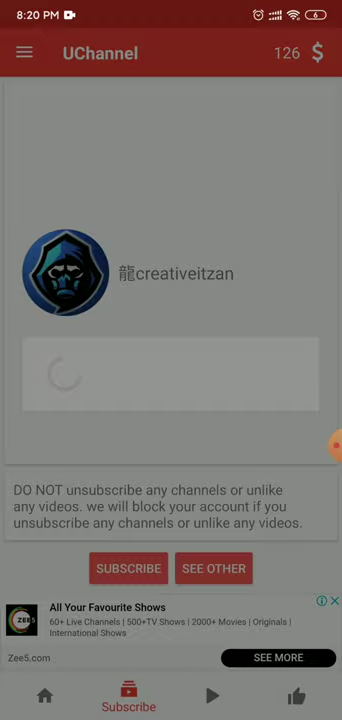 8:20 PM
6
UChannel
126 $
龍creativeitzan
DO NOT unsubscribe any channels or unlike
any videos. we will block your account if you
unsubscribe any channels or unlike any videos.
SUBSCRIBE
SEE OTHER
All Your Favourite Shows
60+ Live Channels | 500+TV Shows | 2000+ Movies | Originals |
International Shows
ZEE5
Zee5.com
SEE MORE
Subscribe